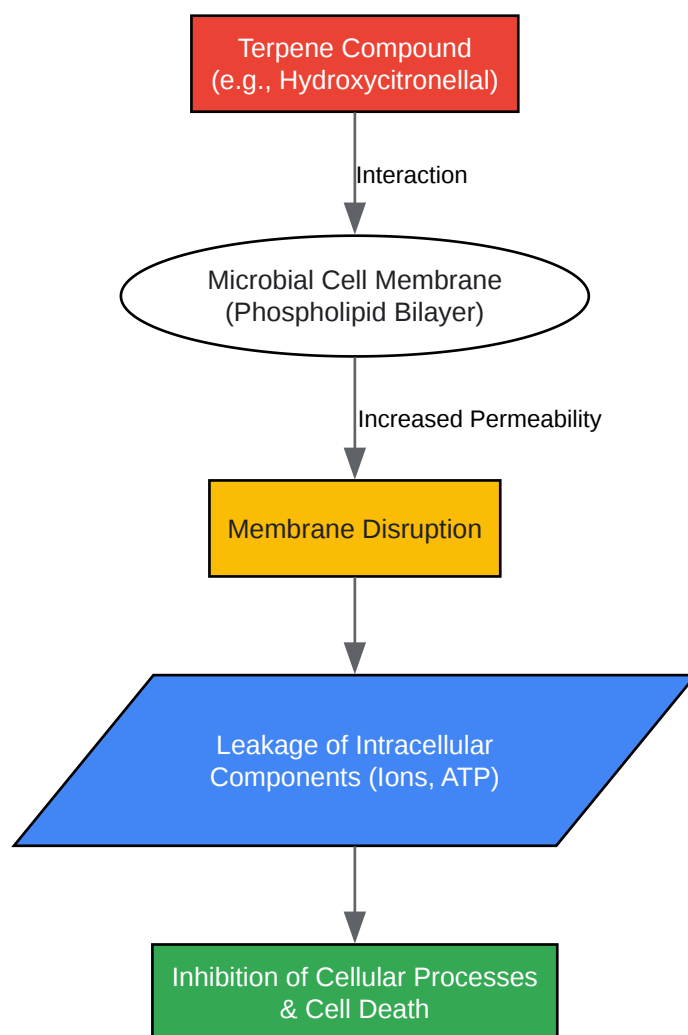 Terpene Compound
(e.g., Hydroxycitronellal)
Interaction
Microbial Cell Membrane
(Phospholipid Bilayer)
Increased Permeability
Membrane Disruption
Leakage of Intracellular
Components (Ions, ATP)
Inhibition of Cellular Processes
& Cell Death